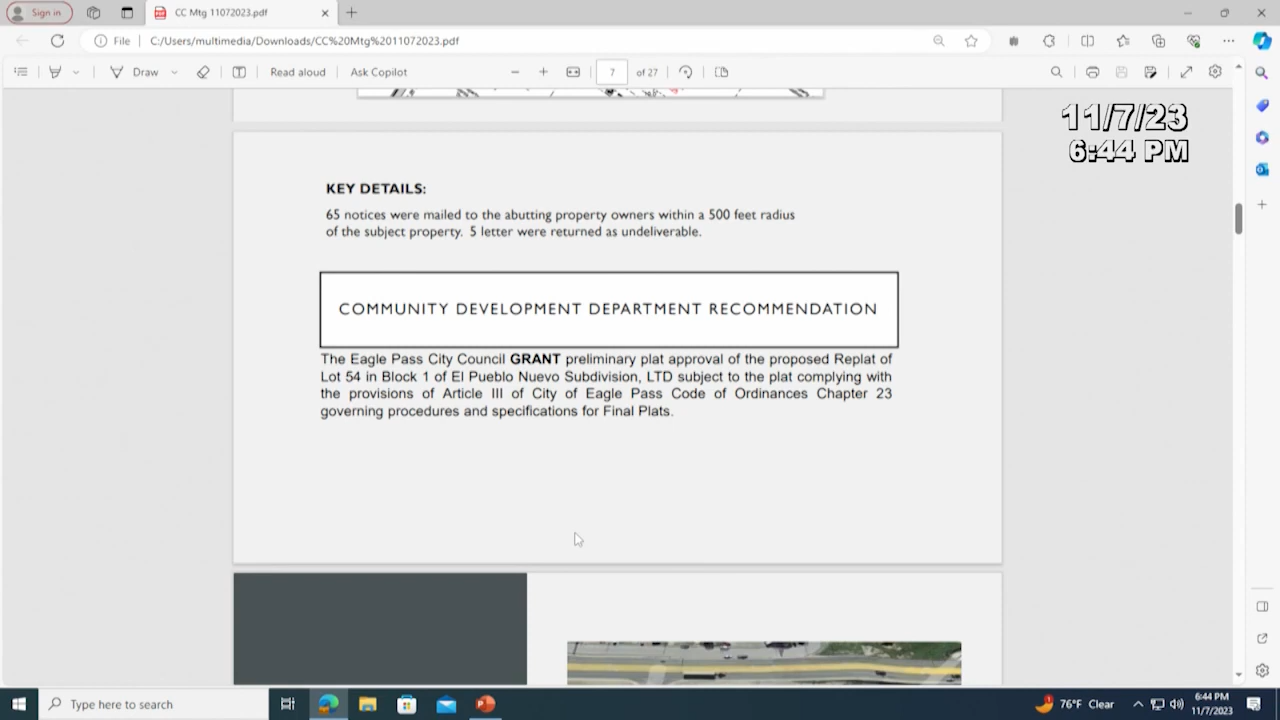 Sign in
CC Mtg 11072023.pdf
File
C:/Users/multimedia/Downloads/CC%20Mtg%2011072023.pdf
Draw
Read aloud
Ask Copilot
7
of 27
11/7/23
6:44 PM
KEY DETAILS:
65 notices were mailed to the abutting property owners within a 500 feet radius
of the subject property. 5 letter were returned as undeliverable.
COMMUNITY DEVELOPMENT DEPARTMENT RECOMMENDATION
The Eagle Pass City Council GRANT preliminary plat approval of the proposed Replat of
Lot 54 in Block 1 of El Pueblo Nuevo Subdivision, LTD subject to the plat complying with
the provisions of Article III of City of Eagle Pass Code of Ordinances Chapter 23
governing procedures and specifications for Final Plats.
Type here to search
76°F Clear
6:44 PM
11/7/2023